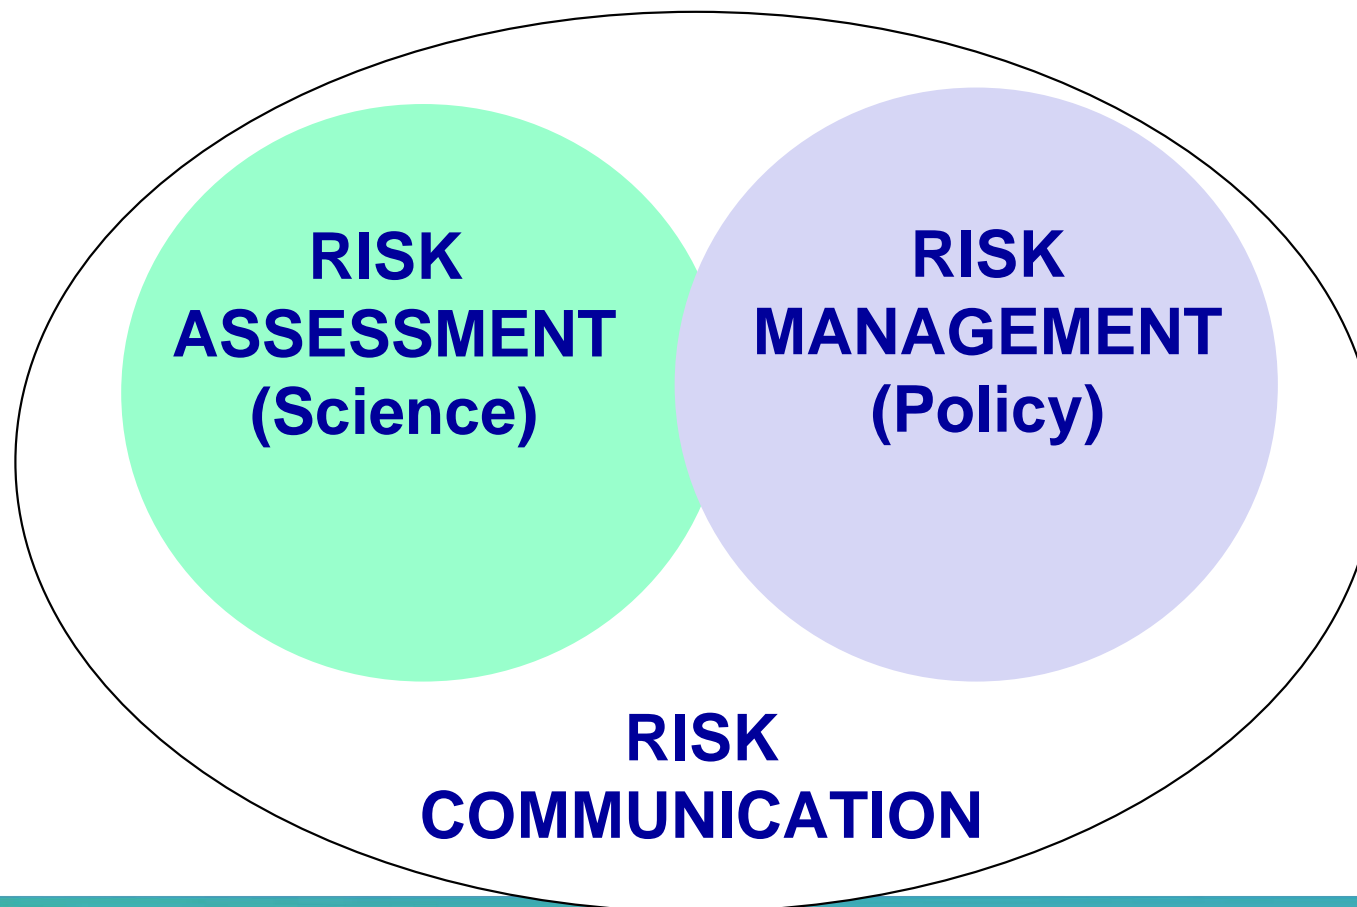 RISK
ASSESSMENT
(Science)
RISK
MANAGEMENT
(Policy)
RISK
COMMUNICATION